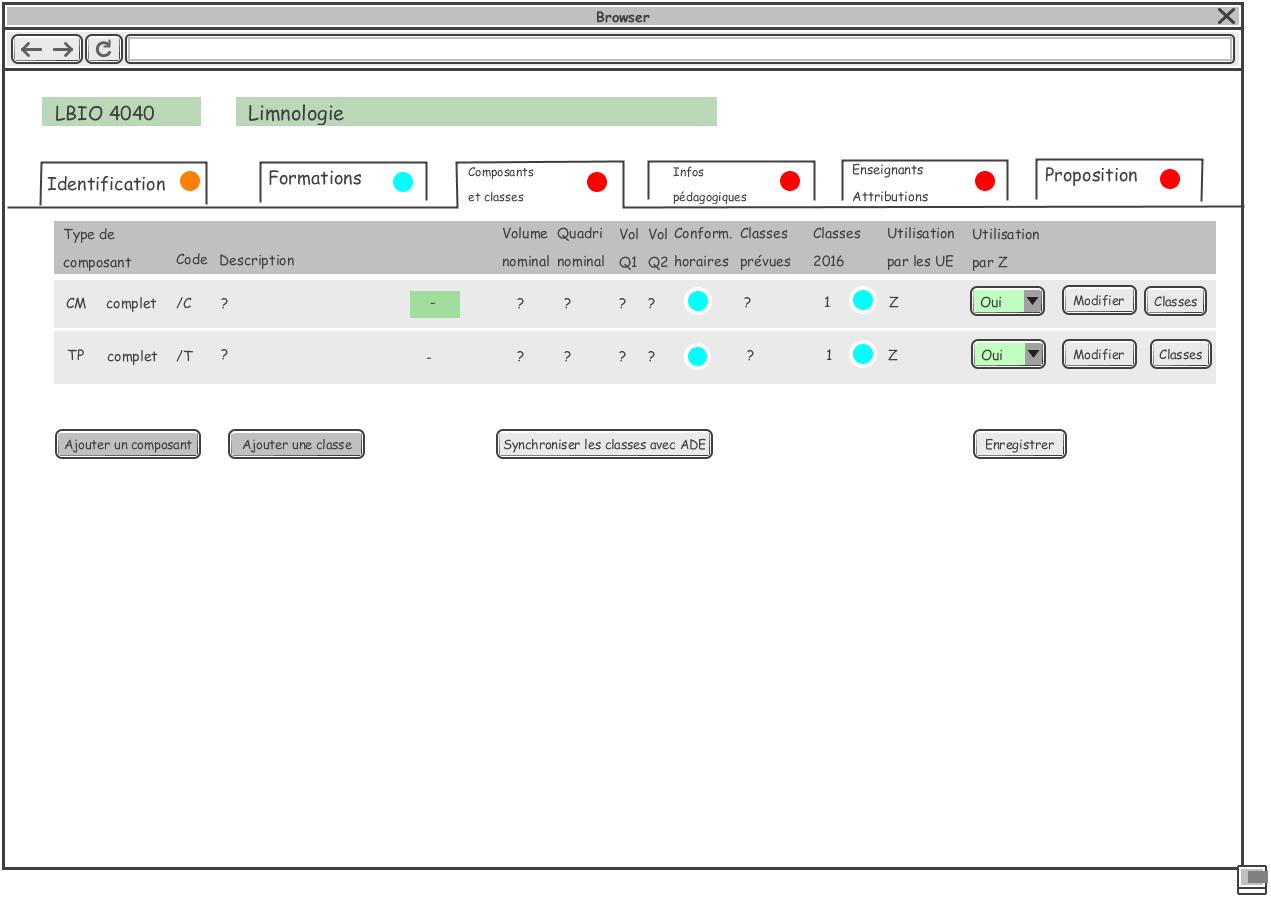 Browser
LBIO 4040 Limnologie
Identification Formations Composants et classes Infos pédagogiques Enseignants Attributions Proposition
Type de composant Code Description Volume nominal Quadri nominal Vol Q1 Vol Q2 Conform. horaires Classes prévues Classes 2016 Utilisation par les UE Utilisation par Z
CM complet /C ? - ? ? ? ? ? 1 Z Oui Modifier Classes
TP complet /T ? - ? ? ? ? ? 1 Z Oui Modifier Classes
Ajouter un composant Ajouter une classe Synchroniser les classes avec ADE Enregistrer